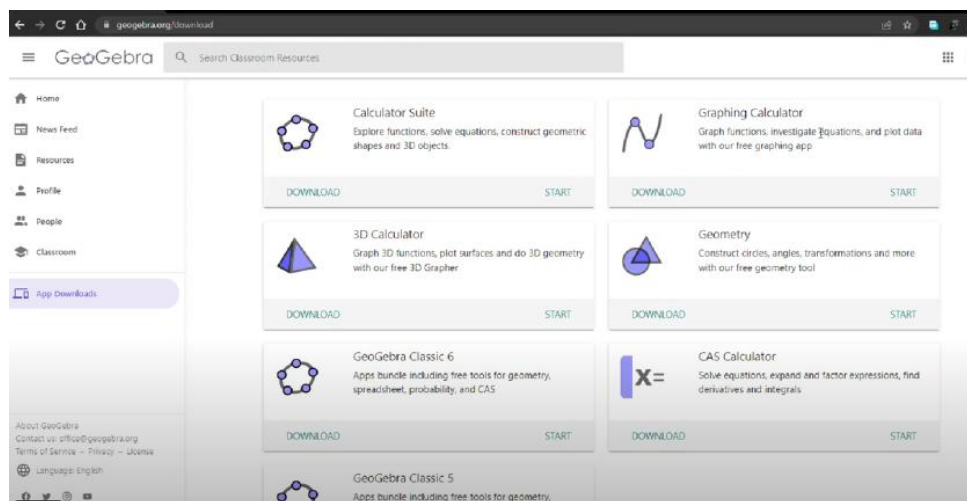 geogebra.org/download
GeoGebra
Search Classroom Resources
Home
News Feed
Resources
Profile
People
Classroom
App Downloads
About GeoGebra
Contact us: office@geogebra.org
Terms of Service – Privacy – License
Language: English
Calculator Suite
Explore functions, solve equations, construct geometric
shapes and 3D objects.
DOWNLOAD
START
Graphing Calculator
Graph functions, investigate equations, and plot data
with our free graphing app
DOWNLOAD
START
3D Calculator
Graph 3D functions, plot surfaces and do 3D geometry
with our free 3D Grapher
DOWNLOAD
START
Geometry
Construct circles, angles, transformations and more
with our free geometry tool
DOWNLOAD
START
GeoGebra Classic 6
Apps bundle including free tools for geometry,
spreadsheet, probability, and CAS
DOWNLOAD
START
X=
CAS Calculator
Solve equations, expand and factor expressions, find
derivatives and integrals
DOWNLOAD
START
GeoGebra Classic 5
Apps bundle including free tools for geometry,